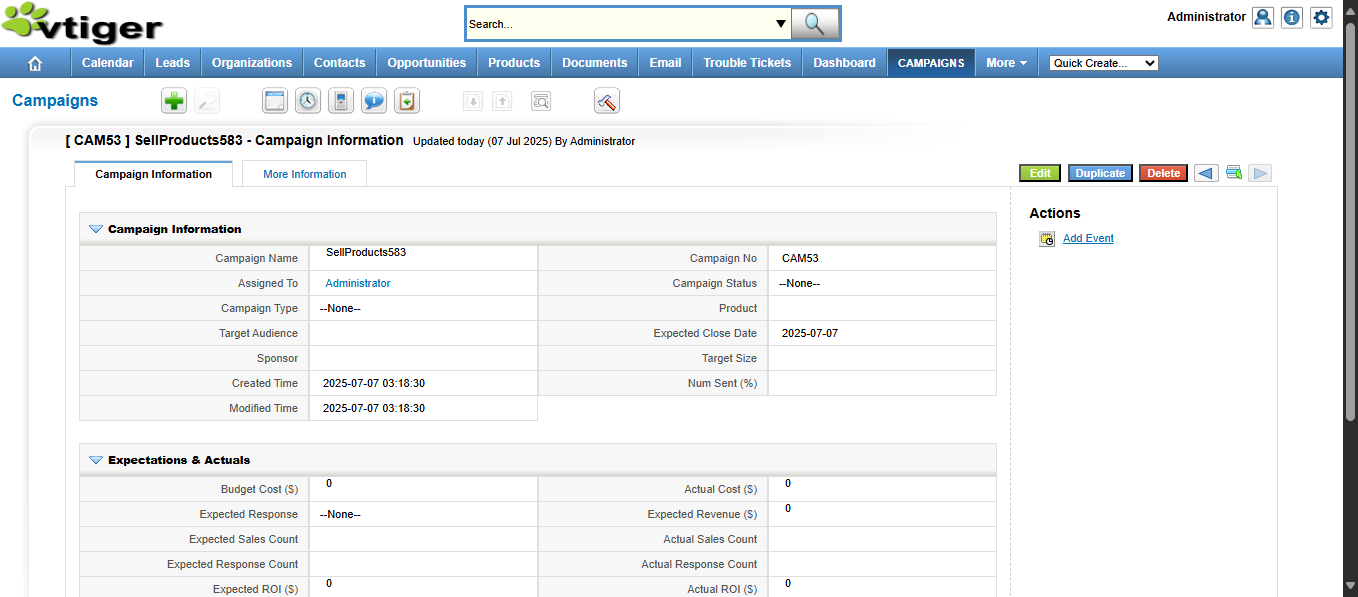 vtiger
Search...
Administrator
Calendar Leads Organizations Contacts Opportunities Products Documents Email Trouble Tickets Dashboard CAMPAIGNS More Quick Create...
Campaigns
[ CAM53 ] SellProducts583 - Campaign Information Updated today (07 Jul 2025) By Administrator
Campaign Information More Information
Edit Duplicate Delete
Actions
Add Event
Campaign Information
Campaign Name SellProducts583 Campaign No CAM53
Assigned To Administrator Campaign Status --None--
Campaign Type --None-- Product
Target Audience Expected Close Date 2025-07-07
Sponsor Target Size
Created Time 2025-07-07 03:18:30 Num Sent (%)
Modified Time 2025-07-07 03:18:30
Expectations & Actuals
Budget Cost ($) 0 Actual Cost ($) 0
Expected Response --None-- Expected Revenue ($) 0
Expected Sales Count Actual Sales Count
Expected Response Count Actual Response Count
Expected ROI ($) 0 Actual ROI ($) 0